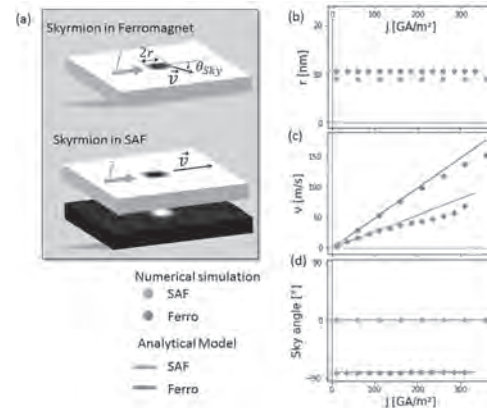 (a)
Skyrmion in Ferromagnet
j
2r
θSky
v⃗
Skyrmion in SAF
j
v⃗
Numerical simulation
SAF
Ferro
Analytical Model
SAF
Ferro
(b)
j [GA/m²]
0 100 200 300
r [nm]
20
10
0
(c)
v [m/s]
150
100
50
0
(d)
Sky angle [°]
90
0
−90
0 100 200 300
j [GA/m²]